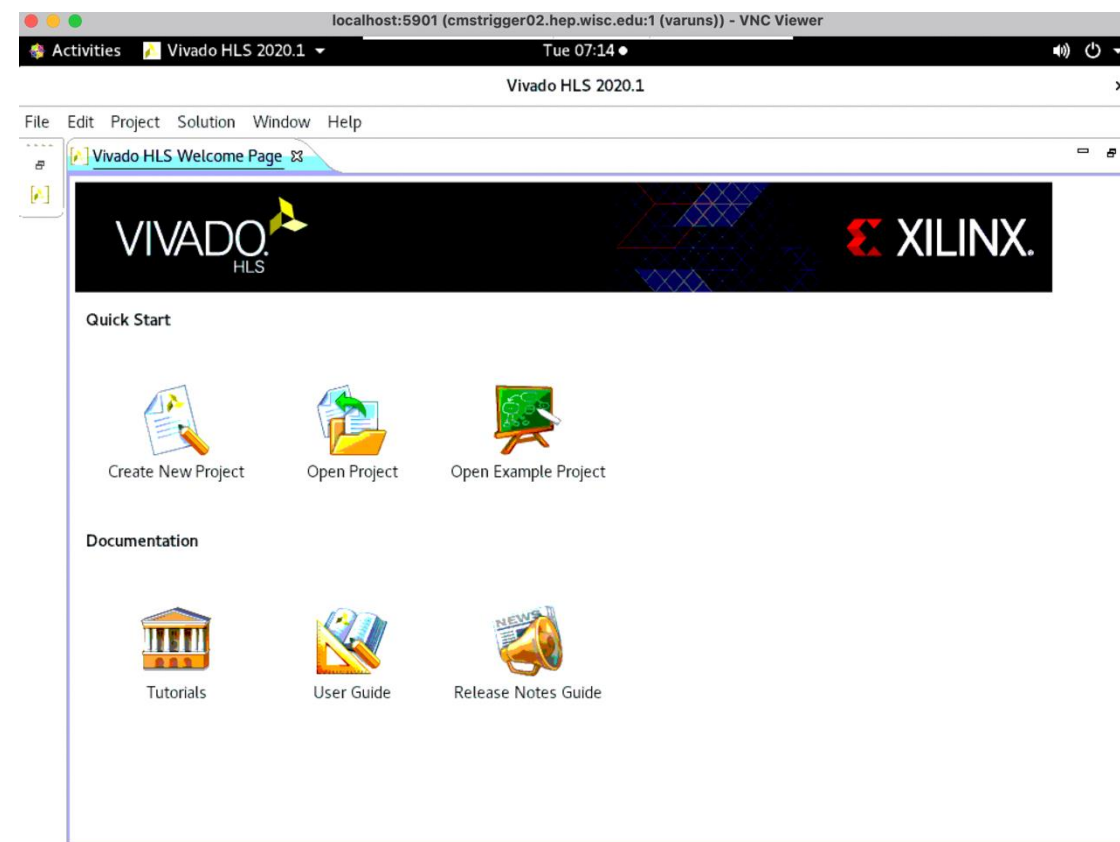 localhost:5901 (cmstrigger02.hep.wisc.edu:1 (varuns)) - VNC Viewer
Activities Vivado HLS 2020.1 Tue 07:14
Vivado HLS 2020.1
File Edit Project Solution Window Help
Vivado HLS Welcome Page
VIVADO. XILINX.
HLS
Quick Start
Create New Project Open Project Open Example Project
Documentation
NEWS
Tutorials User Guide Release Notes Guide